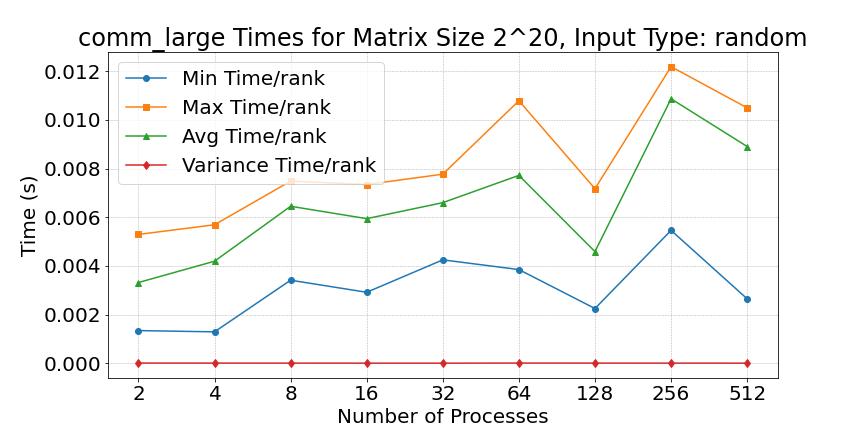 comm_large Times for Matrix Size 2^20, Input Type: random
Min Time/rank
Max Time/rank
Avg Time/rank
Variance Time/rank
Time (s)
0.012
0.010
0.008
0.006
0.004
0.002
0.000
2 4 8 16 32 64 128 256 512
Number of Processes